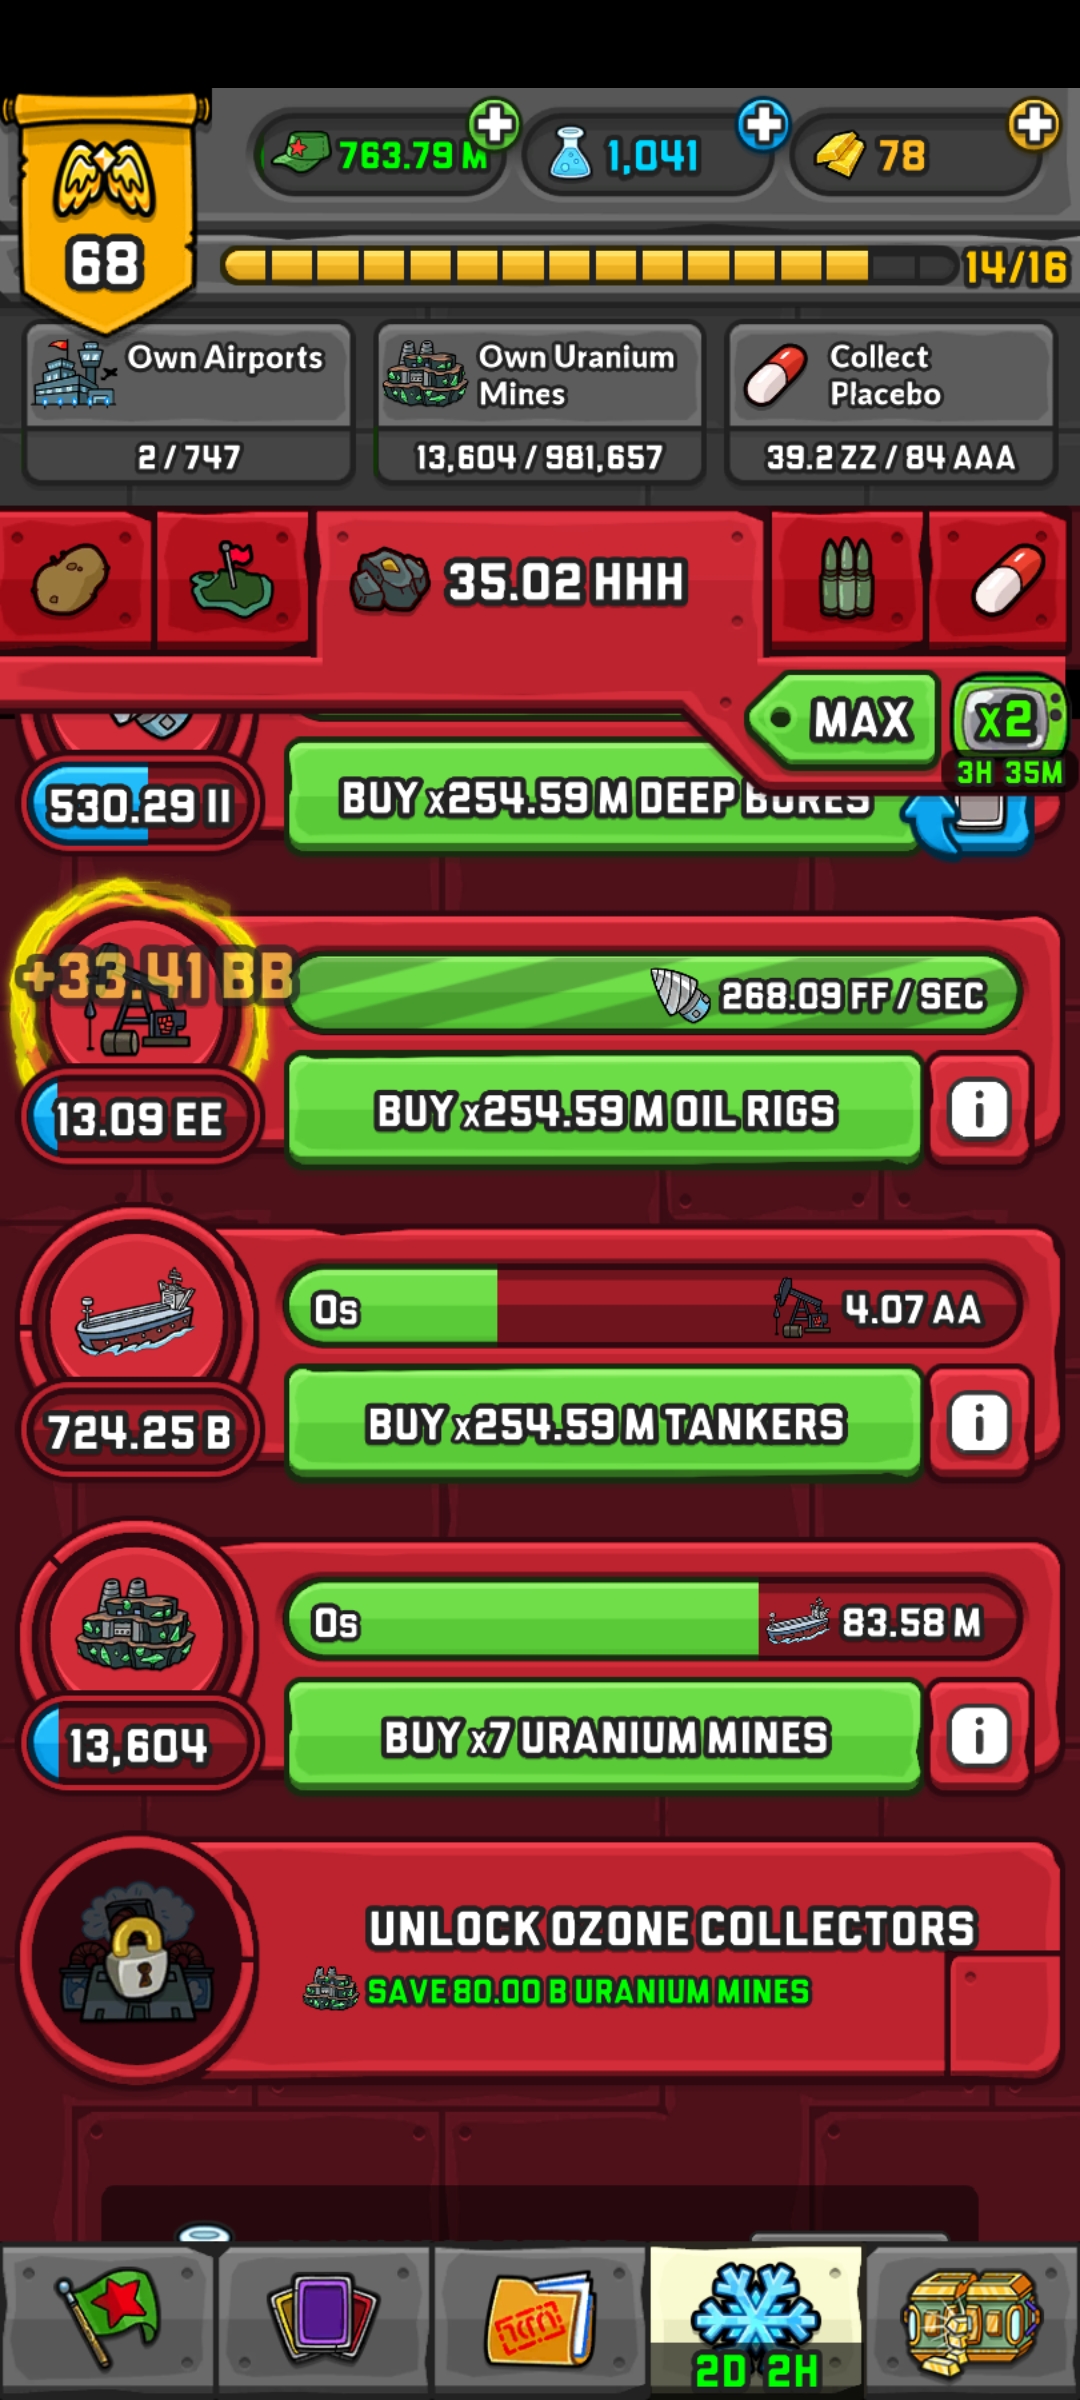 763.79 M
1,041
78
68
14/16
Own Airports
2 / 747
Own Uranium
Mines
13,604 / 981,657
Collect
Placebo
39.2 ZZ / 84 AAA
35.02 HHH
MAX
x2
3H 35M
530.29 II
BUY x254.59 M DEEP BORES
+33.41 BB
268.09 FF / SEC
13.09 EE
BUY x254.59 M OIL RIGS
i
0s
4.07 AA
724.25 B
BUY x254.59 M TANKERS
i
0s
83.58 M
13,604
BUY x7 URANIUM MINES
i
UNLOCK OZONE COLLECTORS
SAVE 80.00 B URANIUM MINES
2D 2H